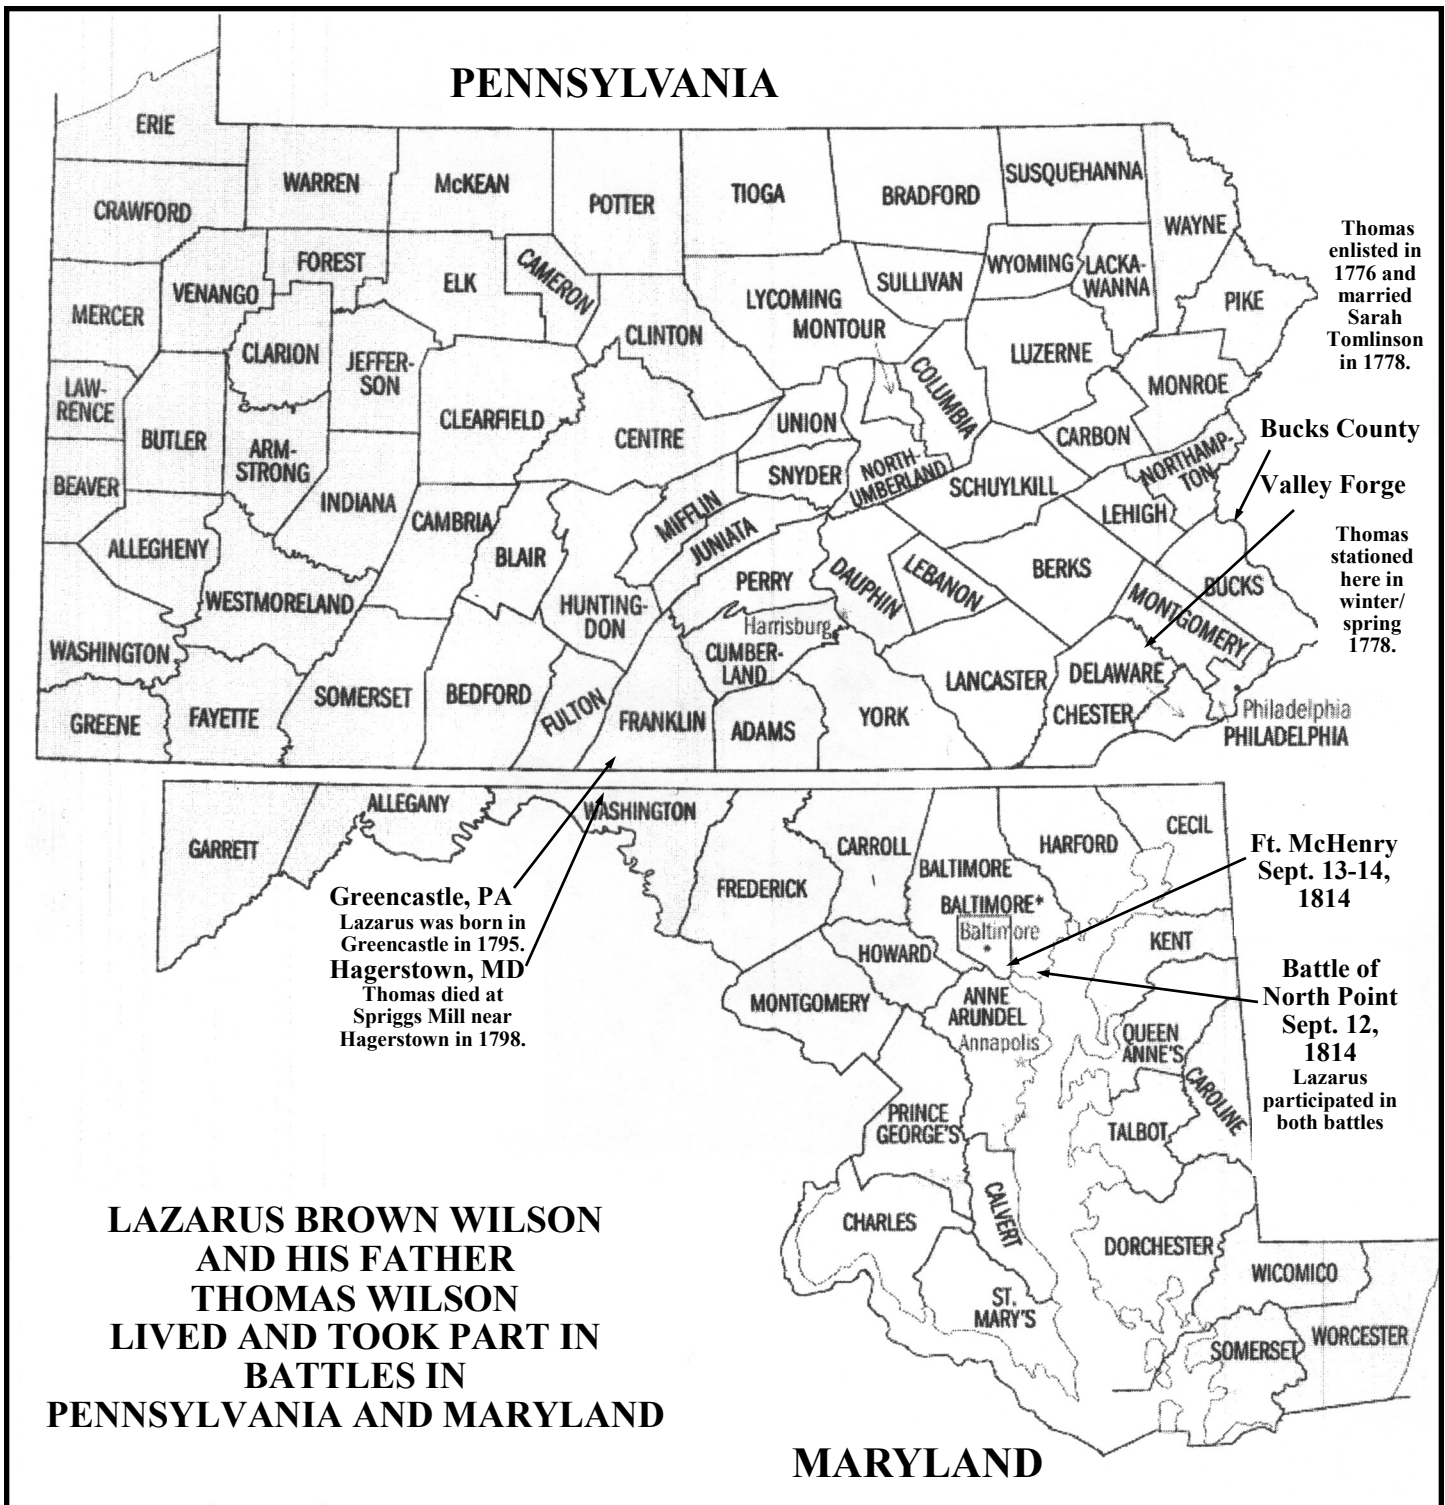 PENNSYLVANIA
ERIE
WARREN
McKEAN
POTTER
TIOGA
BRADFORD
SUSQUEHANNA
WAYNE
CRAWFORD
FOREST
ELK
CAMERON
VENANGO
MERCER
CLARION
JEFFER-
SON
CLINTON
LYCOMING
MONTOUR
SULLIVAN
WYOMING
LACKA-
WANNA
PIKE
LUZERNE
COLUMBIA
MONROE
LAW-
RENCE
BUTLER
ARM-
STRONG
CLEARFIELD
CENTRE
UNION
SNYDER
NORTH-
UMBERLAND
CARBON
NORTHAMP-
TON
BEAVER
INDIANA
CAMBRIA
BLAIR
MIFFLIN
JUNIATA
SCHUYLKILL
LEHIGH
ALLEGHENY
WESTMORELAND
HUNTING-
DON
PERRY
Harrisburg
DAUPHIN
LEBANON
BERKS
BUCKS
MONTGOMERY
WASHINGTON
CUMBER-
LAND
LANCASTER
DELAWARE
CHESTER
GREENE
FAYETTE
SOMERSET
BEDFORD
FULTON
FRANKLIN
ADAMS
YORK
Philadelphia
PHILADELPHIA
Thomas
enlisted in
1776 and
married
Sarah
Tomlinson
in 1778.
Bucks County
Valley Forge
Thomas
stationed
here in
winter/
spring
1778.
GARRETT
ALLEGANY
WASHINGTON
FREDERICK
CARROLL
BALTIMORE
BALTIMORE*
Baltimore
HARFORD
CECIL
KENT
HOWARD
MONTGOMERY
ANNE
ARUNDEL
Annapolis
QUEEN
ANNE'S
CAROLINE
TALBOT
PRINCE
GEORGE'S
CALVERT
CHARLES
ST.
MARY'S
DORCHESTER
WICOMICO
SOMERSET
WORCESTER
Greencastle, PA
Lazarus was born in
Greencastle in 1795.
Hagerstown, MD
Thomas died at
Spriggs Mill near
Hagerstown in 1798.
Ft. McHenry
Sept. 13-14,
1814
Battle of
North Point
Sept. 12,
1814
Lazarus
participated in
both battles
LAZARUS BROWN WILSON
AND HIS FATHER
THOMAS WILSON
LIVED AND TOOK PART IN
BATTLES IN
PENNSYLVANIA AND MARYLAND
MARYLAND